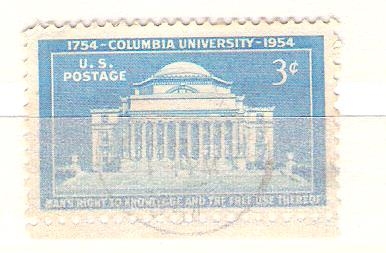 1754-COLUMBIA UNIVERSITY-1954
U.S.
POSTAGE
3¢
MAN'S RIGHT TO KNOWLEDGE AND THE FREE USE THEREOF